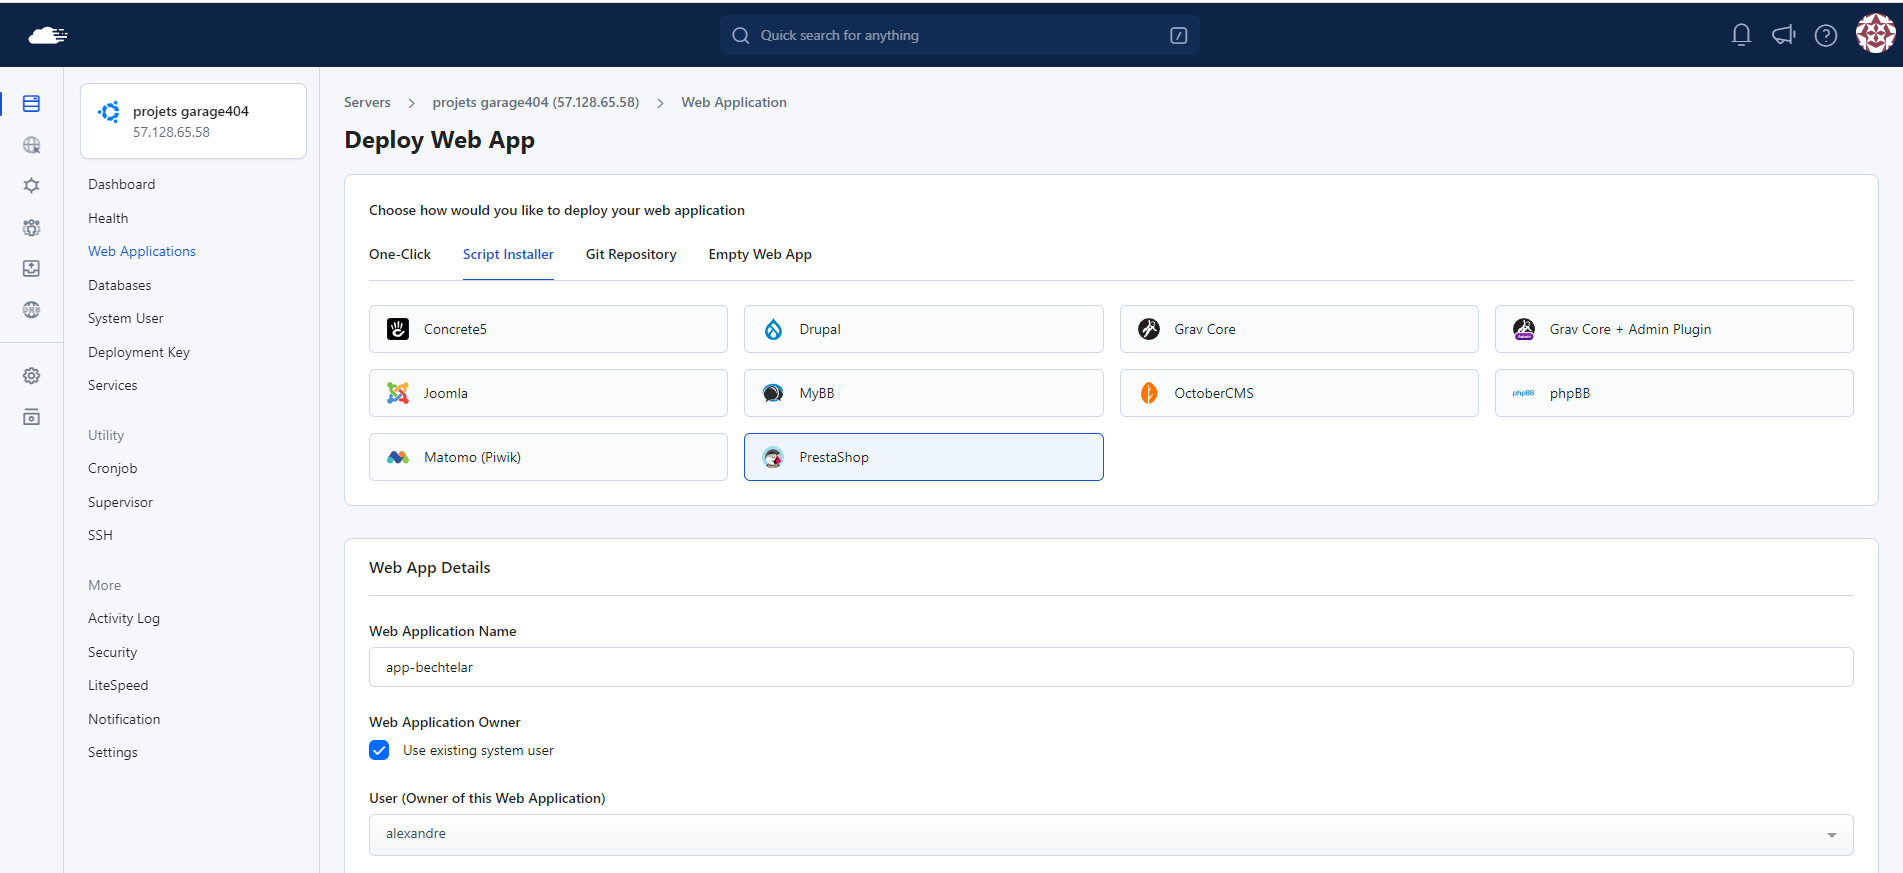 Quick search for anything
projets garage404
57.128.65.58
Dashboard
Health
Web Applications
Databases
System User
Deployment Key
Services
Utility
Cronjob
Supervisor
SSH
More
Activity Log
Security
LiteSpeed
Notification
Settings
Servers > projets garage404 (57.128.65.58) > Web Application
Deploy Web App
Choose how would you like to deploy your web application
One-Click Script Installer Git Repository Empty Web App
Concrete5 Drupal Grav Core Grav Core + Admin Plugin
Joomla MyBB OctoberCMS phpBB phpBB
Matomo (Piwik) PrestaShop
Web App Details
Web Application Name
app-bechtelar
Web Application Owner
Use existing system user
User (Owner of this Web Application)
alexandre